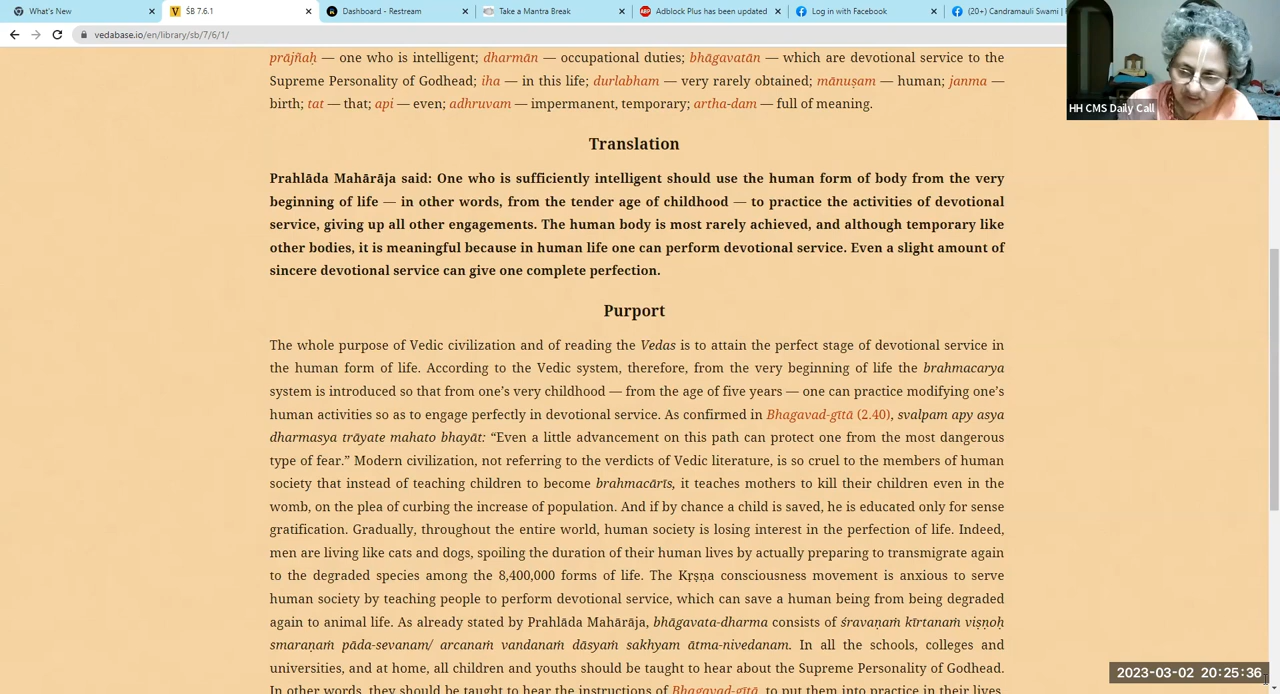 What's New
ŚB 7.6.1
Dashboard - Restream
Take a Mantra Break
Adblock Plus has been updated
Log in with Facebook
(20+) Candramauli Swami |
vedabase.io/en/library/sb/7/6/1/
HH CMS Daily Call
prājñaḥ — one who is intelligent; dharmān — occupational duties; bhāgavatān — which are devotional service to the
Supreme Personality of Godhead; iha — in this life; durlabham — very rarely obtained; mānuṣam — human; janma —
birth; tat — that; api — even; adhruvam — impermanent, temporary; artha-dam — full of meaning.
Translation
Prahlāda Mahārāja said: One who is sufficiently intelligent should use the human form of body from the very
beginning of life — in other words, from the tender age of childhood — to practice the activities of devotional
service, giving up all other engagements. The human body is most rarely achieved, and although temporary like
other bodies, it is meaningful because in human life one can perform devotional service. Even a slight amount of
sincere devotional service can give one complete perfection.
Purport
The whole purpose of Vedic civilization and of reading the Vedas is to attain the perfect stage of devotional service in
the human form of life. According to the Vedic system, therefore, from the very beginning of life the brahmacarya
system is introduced so that from one's very childhood — from the age of five years — one can practice modifying one's
human activities so as to engage perfectly in devotional service. As confirmed in Bhagavad-gītā (2.40), svalpam apy asya
dharmasya trāyate mahato bhayāt: “Even a little advancement on this path can protect one from the most dangerous
type of fear.” Modern civilization, not referring to the verdicts of Vedic literature, is so cruel to the members of human
society that instead of teaching children to become brahmacārīs, it teaches mothers to kill their children even in the
womb, on the plea of curbing the increase of population. And if by chance a child is saved, he is educated only for sense
gratification. Gradually, throughout the entire world, human society is losing interest in the perfection of life. Indeed,
men are living like cats and dogs, spoiling the duration of their human lives by actually preparing to transmigrate again
to the degraded species among the 8,400,000 forms of life. The Kṛṣṇa consciousness movement is anxious to serve
human society by teaching people to perform devotional service, which can save a human being from being degraded
again to animal life. As already stated by Prahlāda Mahārāja, bhāgavata-dharma consists of śravaṇaṁ kīrtanaṁ viṣṇoḥ
smaraṇaṁ pāda-sevanam/ arcanaṁ vandanaṁ dāsyaṁ sakhyam ātma-nivedanam. In all the schools, colleges and
universities, and at home, all children and youths should be taught to hear about the Supreme Personality of Godhead.
In other words, they should be taught to hear the instructions of Bhagavad-gītā, to put them into practice in their lives,
2023-03-02 20:25:36